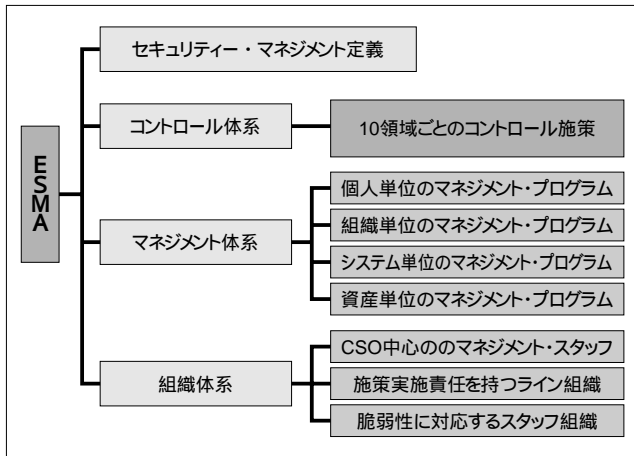 ESMA
セキュリティー・マネジメント定義
コントロール体系
10領域ごとのコントロール施策
マネジメント体系
個人単位のマネジメント・プログラム
組織単位のマネジメント・プログラム
システム単位のマネジメント・プログラム
資産単位のマネジメント・プログラム
組織体系
CSO中心ののマネジメント・スタッフ
施策実施責任を持つライン組織
脆弱性に対応するスタッフ組織